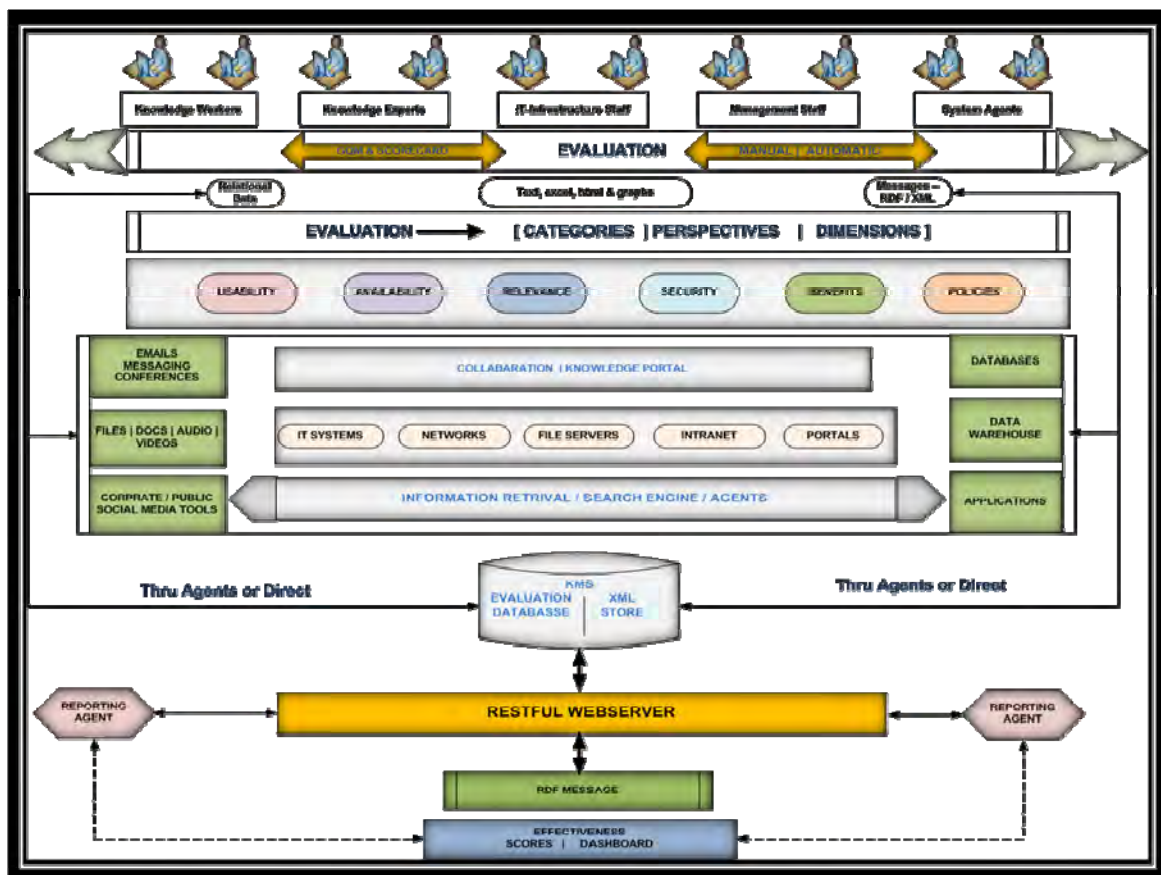 Knowledge Workers
Knowledge Experts
IT-Infrastructure Staff
Management Staff
System Agents
GQM & SCORECARD
EVALUATION
MANUAL | AUTOMATIC
Relational
Data
Text, excel, html & graphs
Messages –
RDF / XML
EVALUATION
[ CATEGORIES ] PERSPECTIVES | DIMENSIONS ]
USABILITY
AVAILABILITY
RELEVANCE
SECURITY
BENEFITS
POLICIES
EMAILS
MESSAGING
CONFERENCES
COLLABARATION | KNOWLEDGE PORTAL
DATABASES
FILES | DOCS | AUDIO |
VIDEOS
IT SYSTEMS
NETWORKS
FILE SERVERS
INTRANET
PORTALS
DATA
WAREHOUSE
CORPRATE / PUBLIC
SOCIAL MEDIA TOOLS
INFORMATION RETRIVAL / SEARCH ENGINE / AGENTS
APPLICATIONS
Thru Agents or Direct
KMS
EVALUATION
DATABASSE
XML
STORE
Thru Agents or Direct
REPORTING
AGENT
RESTFUL WEBSERVER
REPORTING
AGENT
RDF MESSAGE
EFFECTIVENESS
SCORES | DASHBOARD